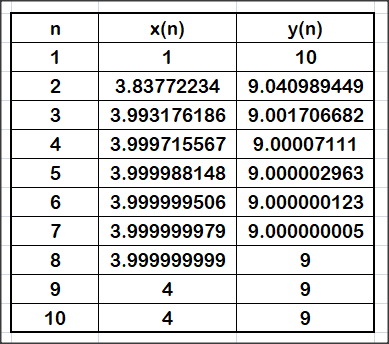 n x(n) y(n)
1 1 10
2 3.83772234 9.040989449
3 3.993176186 9.001706682
4 3.999715567 9.00007111
5 3.999988148 9.000002963
6 3.999999506 9.000000123
7 3.999999979 9.000000005
8 3.999999999 9
9 4 9
10 4 9